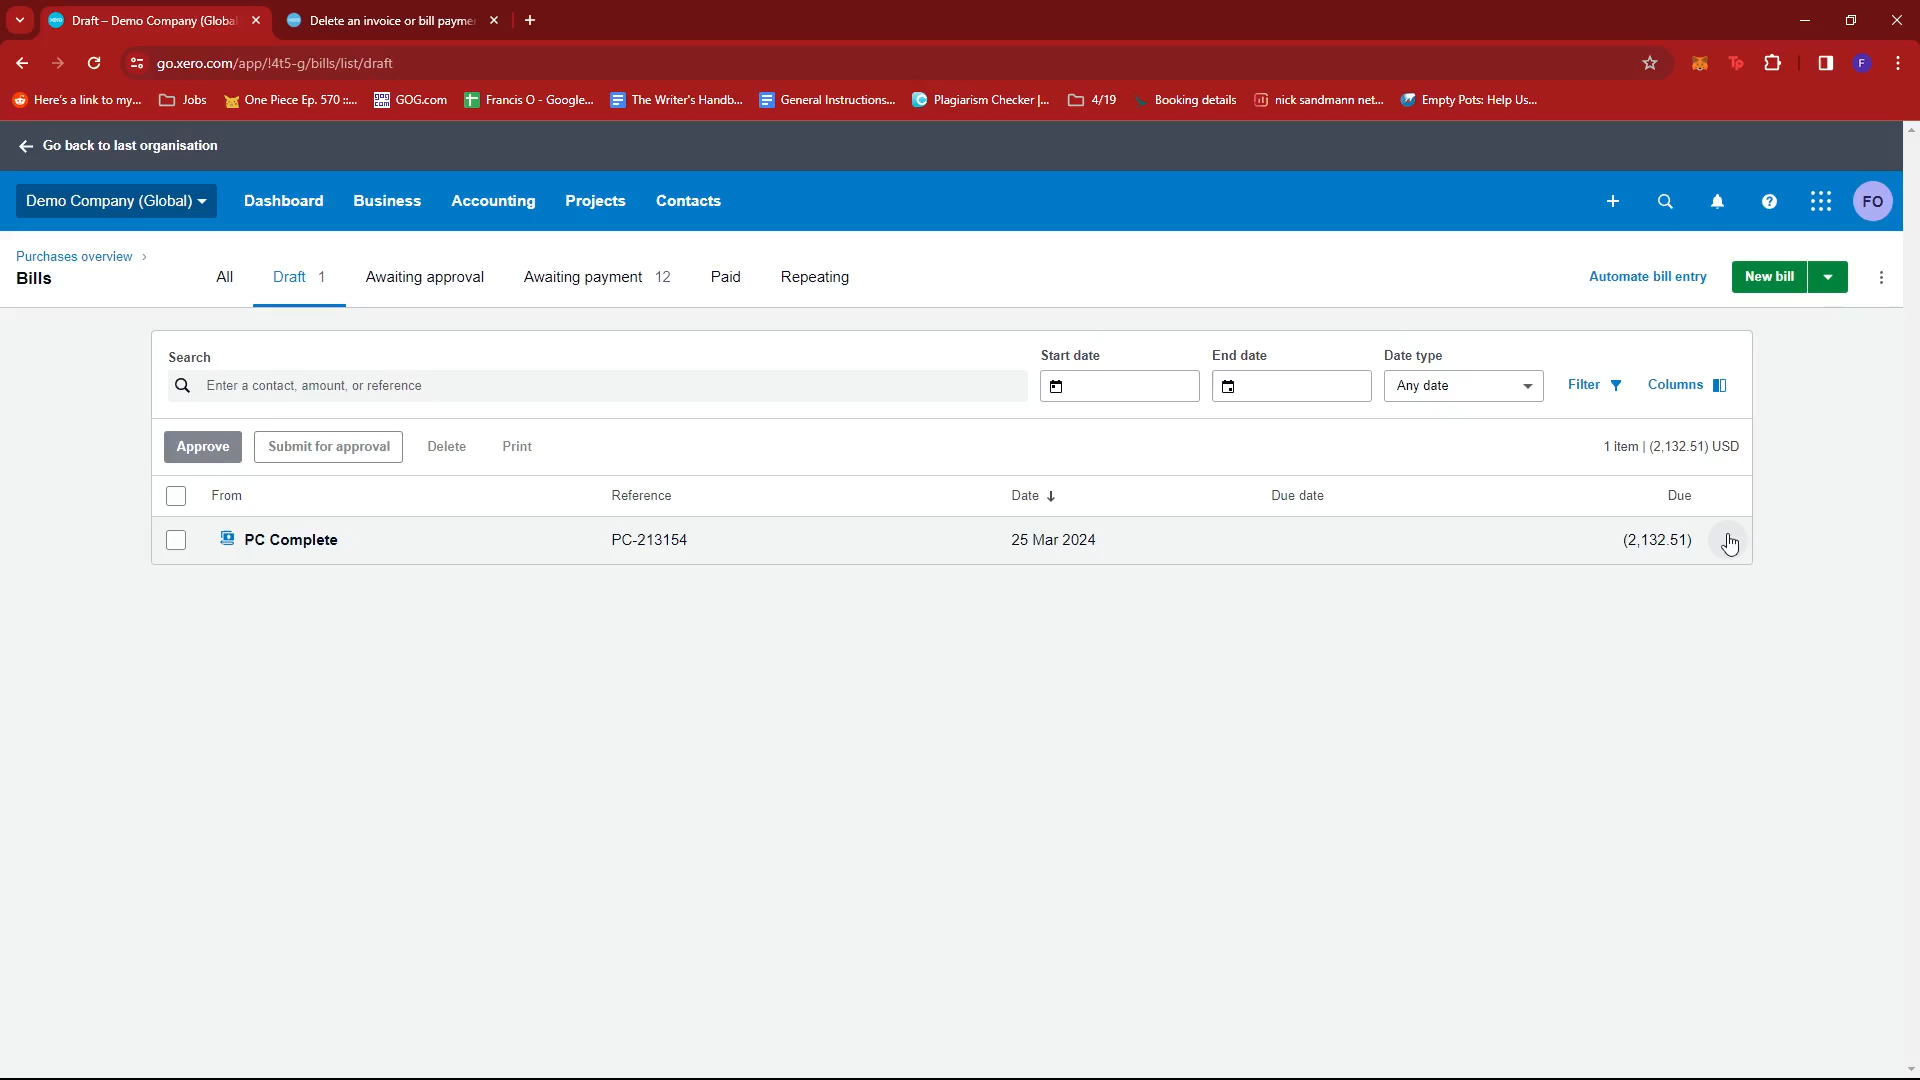 Draft – Demo Company (Globa
Delete an invoice or bill payme
go.xero.com/app/!4t5-g/bills/list/draft
Tp
F
Here's a link to my...
Jobs
One Piece Ep. 570 ::...
GOG.com
Francis O - Google...
The Writer's Handb...
General Instructions...
Plagiarism Checker |...
4/19
Booking details
nick sandmann net...
Empty Pots: Help Us...
Go back to last organisation
Demo Company (Global)
Dashboard
Business
Accounting
Projects
Contacts
FO
Purchases overview
Bills
All
Draft 1
Awaiting approval
Awaiting payment 12
Paid
Repeating
Automate bill entry
New bill
Search
Enter a contact, amount, or reference
Start date
End date
Date type
Any date
Filter
Columns
Approve
Submit for approval
Delete
Print
1 item | (2,132.51) USD
From
Reference
Date
Due date
Due
PC Complete
PC-213154
25 Mar 2024
(2,132.51)